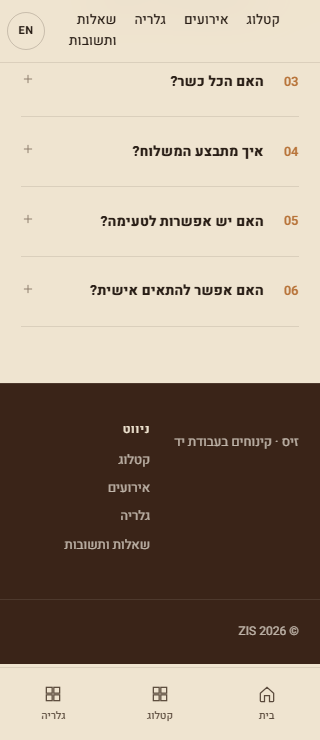 קטלוג אירועים גלריה שאלות ותשובות
EN
03 האם הכל כשר? +
04 איך מתבצע המשלוח? +
05 האם יש אפשרות לטעימה? +
06 האם אפשר להתאים אישית? +
זיס · קינוחים בעבודת יד
ניווט
קטלוג
אירועים
גלריה
שאלות ותשובות
© 2026 ZIS
בית
קטלוג
גלריה